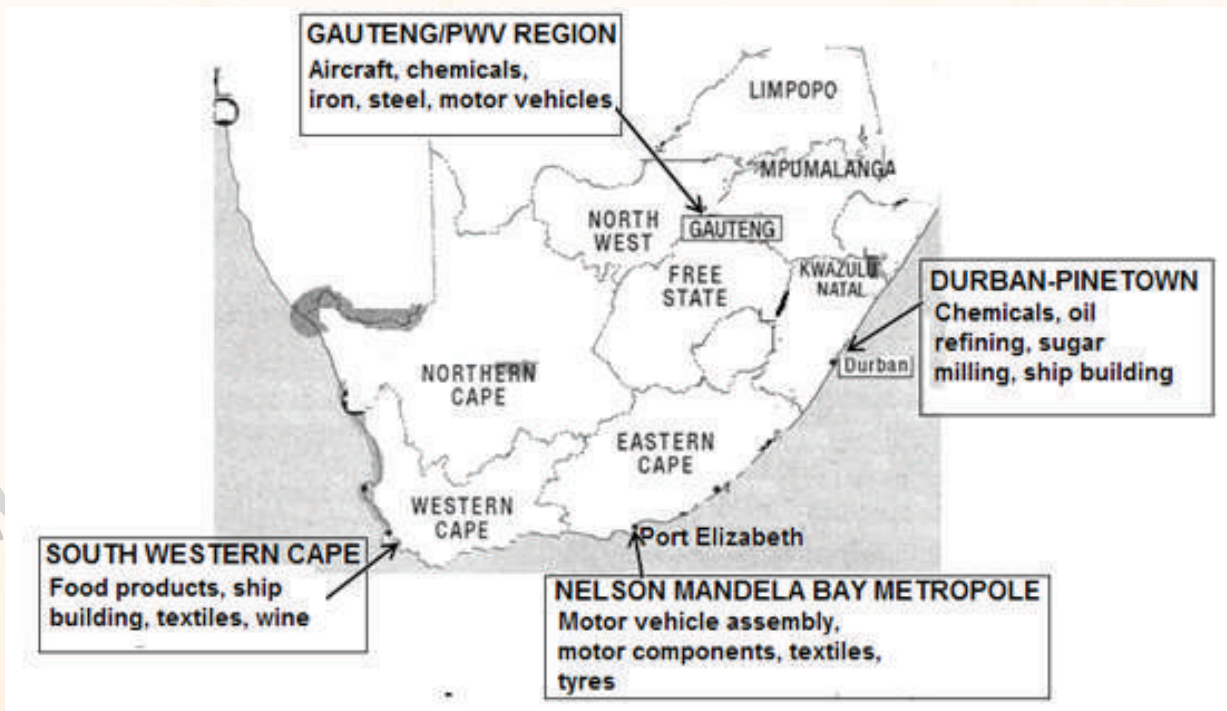 GAUTENG/PWV REGION
Aircraft, chemicals,
iron, steel, motor vehicles
LIMPOPO
MPUMALANGA
NORTH
WEST
GAUTENG
FREE
STATE
KWAZULU
NATAL
DURBAN-PINETOWN
Chemicals, oil
refining, sugar
milling, ship building
Durban
NORTHERN
CAPE
EASTERN
CAPE
WESTERN
CAPE
Port Elizabeth
SOUTH WESTERN CAPE
Food products, ship
building, textiles, wine
NELSON MANDELA BAY METROPOLE
Motor vehicle assembly,
motor components, textiles,
tyres